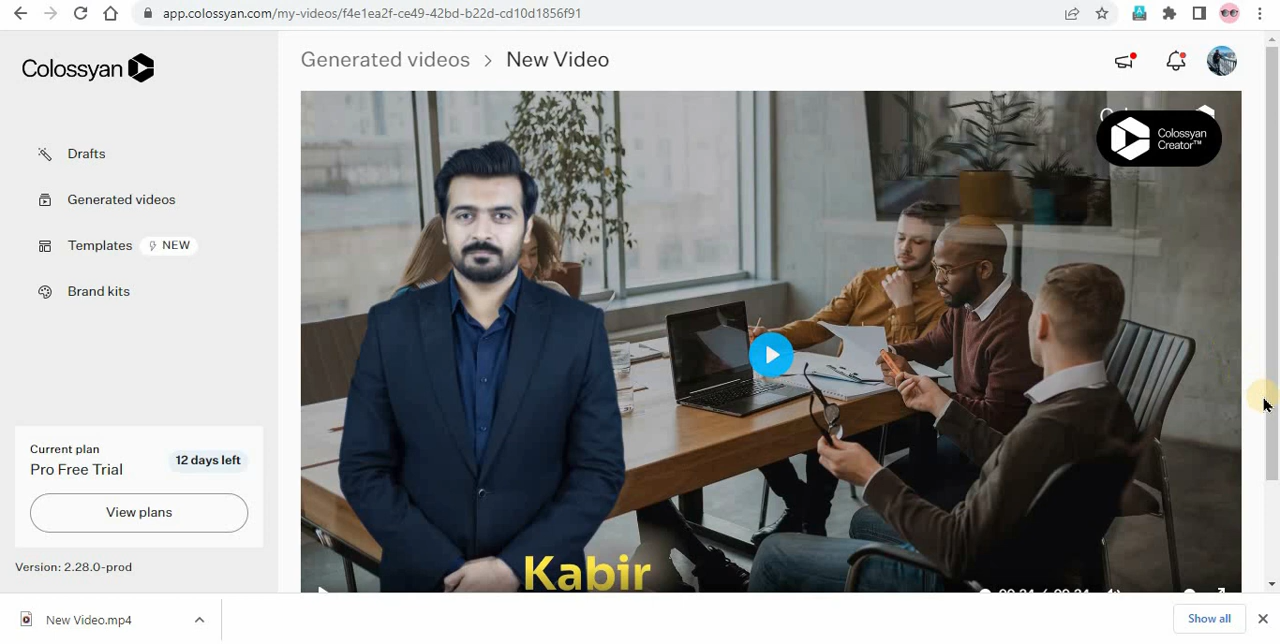 app.colossyan.com/my-videos/f4e1ea2f-ce49-42bd-b22d-cd10d1856f91
Colossyan
Generated videos > New Video
Colossyan
Creator™
Drafts
Generated videos
Templates NEW
Brand kits
Current plan
Pro Free Trial
12 days left
View plans
Version: 2.28.0-prod
Kabir
New Video.mp4
Show all